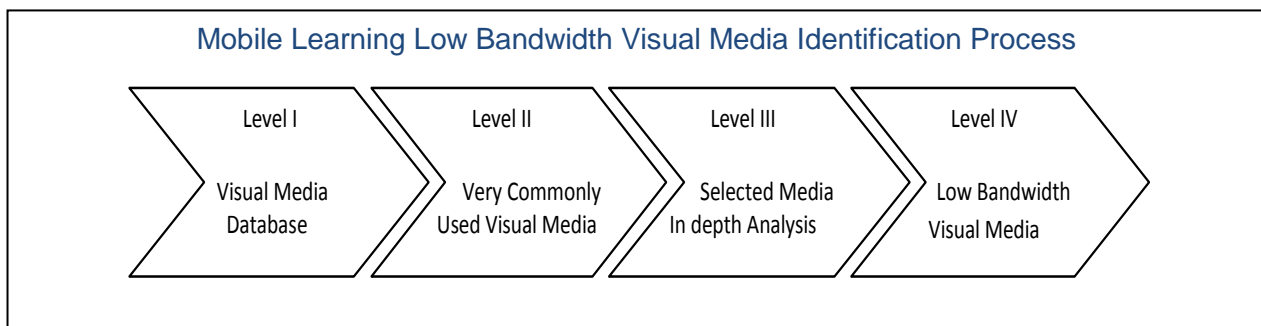 Mobile Learning Low Bandwidth Visual Media Identification Process
Level I
Visual Media
Database
Level II
Very Commonly
Used Visual Media
Level III
Selected Media
In depth Analysis
Level IV
Low Bandwidth
Visual Media